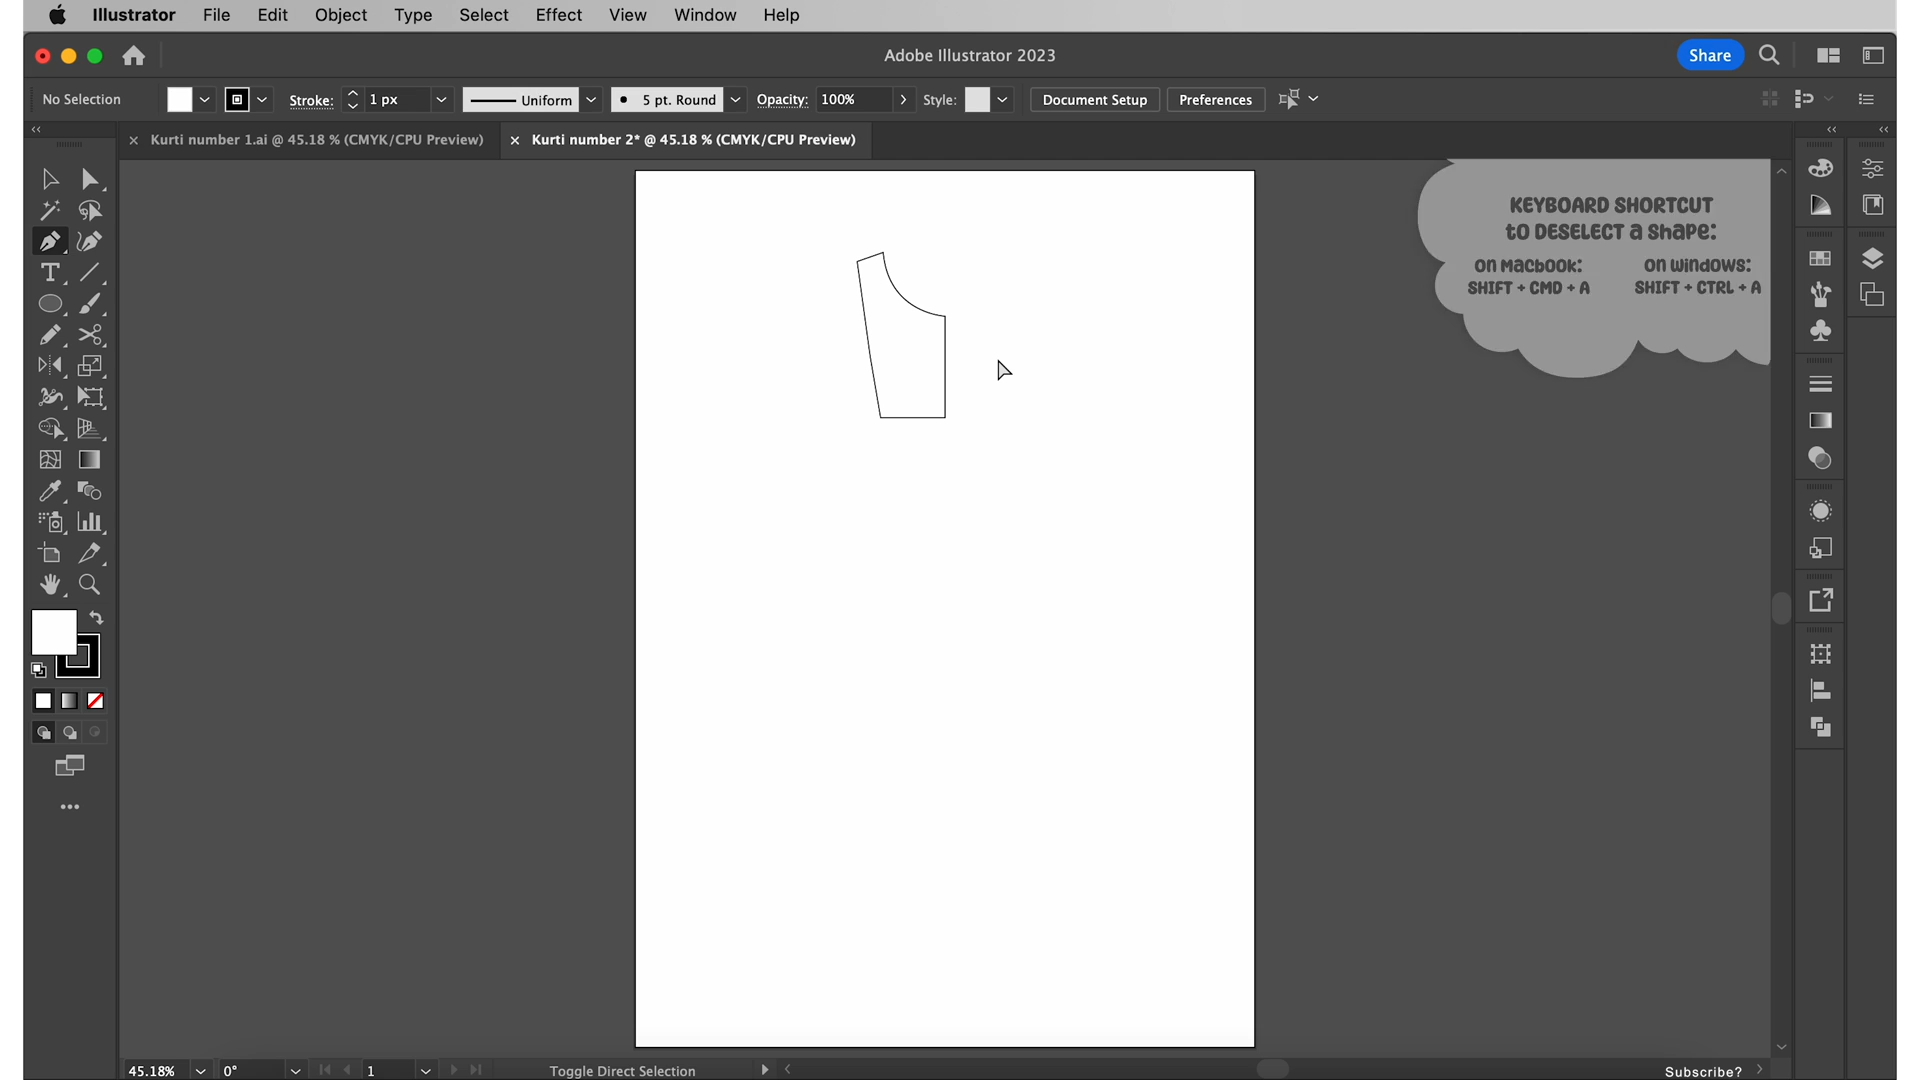 Illustrator File Edit Object Type Select Effect View Window Help
Adobe Illustrator 2023
Share
No Selection
Stroke:
1 px
Uniform
5 pt. Round
Opacity:
100%
Style:
Document Setup
Preferences
Kurti number 1.ai @ 45.18 % (CMYK/CPU Preview)
Kurti number 2* @ 45.18 % (CMYK/CPU Preview)
KEYBOARD SHORTCUT
to DESELECT a shape:
on Macbook:
SHIFT + CMD + A
on windows:
SHIFT + CTRL + A
45.18%
0°
1
Toggle Direct Selection
Subscribe?